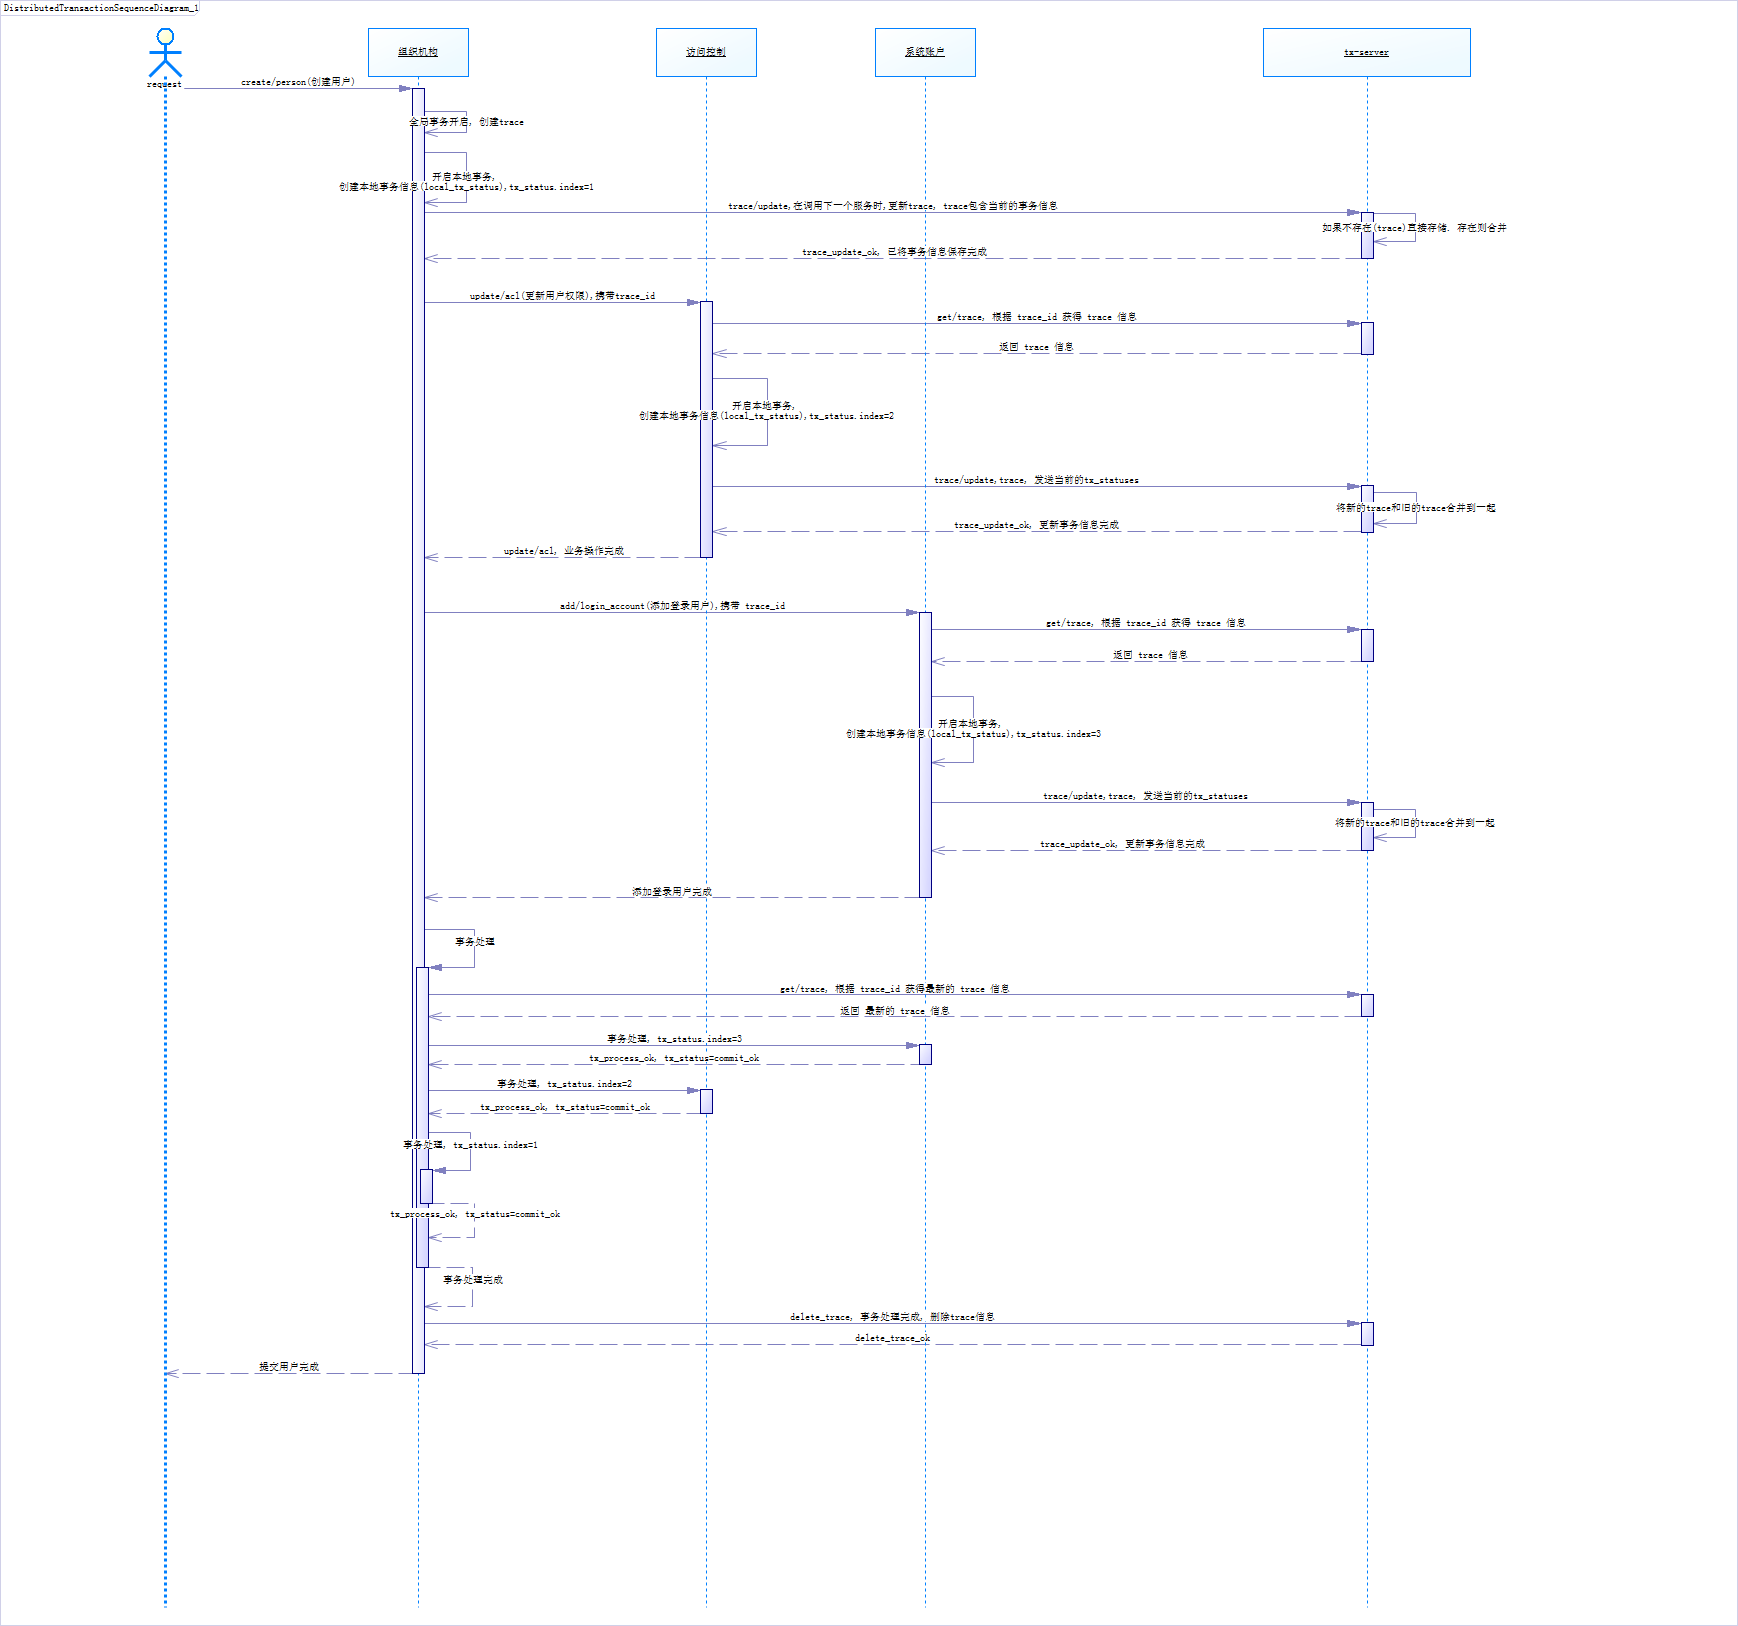 DistributedTransactionSequenceDiagram_1
request
组织机构
访问控制
系统账户
tx-server
create/person(创建用户)
全局事务开启, 创建trace
开启本地事务,
创建本地事务信息(local_tx_status),tx_status.index=1
trace/update,在调用下一个服务时,更新trace, trace包含当前的事务信息
如果不存在(trace)直接存储. 存在则合并
trace_update_ok, 已将事务信息保存完成
update/acl(更新用户权限),携带trace_id
get/trace, 根据 trace_id 获得 trace 信息
返回 trace 信息
开启本地事务,
创建本地事务信息(local_tx_status),tx_status.index=2
trace/update,trace, 发送当前的tx_statuses
将新的trace和旧的trace合并到一起
trace_update_ok, 更新事务信息完成
update/acl, 业务操作完成
add/login_account(添加登录用户),携带 trace_id
get/trace, 根据 trace_id 获得 trace 信息
返回 trace 信息
开启本地事务,
创建本地事务信息(local_tx_status),tx_status.index=3
trace/update,trace, 发送当前的tx_statuses
将新的trace和旧的trace合并到一起
trace_update_ok, 更新事务信息完成
添加登录用户完成
事务处理
get/trace, 根据 trace_id 获得最新的 trace 信息
返回 最新的 trace 信息
事务处理, tx_status.index=3
tx_process_ok, tx_status=commit_ok
事务处理, tx_status.index=2
tx_process_ok, tx_status=commit_ok
事务处理, tx_status.index=1
tx_process_ok, tx_status=commit_ok
事务处理完成
delete_trace, 事务处理完成, 删除trace信息
delete_trace_ok
提交用户完成